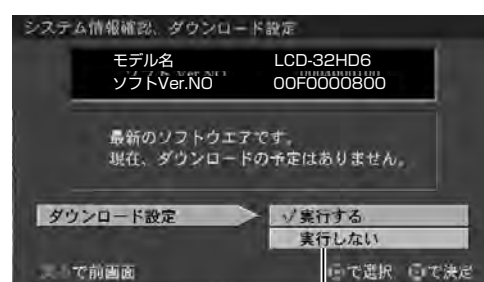 システム情報確認、ダウンロード設定
モデル名 LCD-32HD6
ソフトVer.NO 00F0000800
最新のソフトウエアです。
現在、ダウンロードの予定はありません。
ダウンロード設定 √実行する
実行しない
で前画面 で選択 で決定